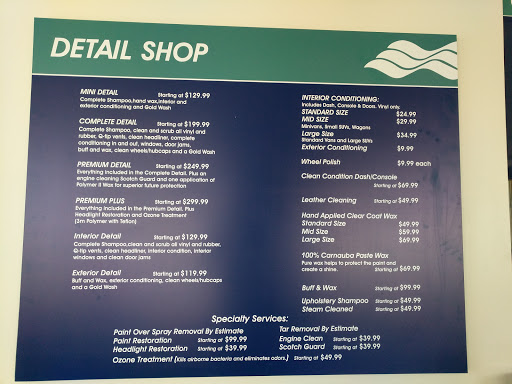 DETAIL SHOP
MINI DETAIL Starting at $129.99
Complete Shampoo,hand wax,interior and
exterior conditioning and Gold Wash
COMPLETE DETAIL Starting at $199.99
Complete Shampoo, clean and scrub all vinyl and
rubber, Q-tip vents, clean headliner, complete
conditioning in and out, windows, door jams,
buff and wax, clean wheels/hubcaps and a Gold Wash
PREMIUM DETAIL Starting at $249.99
Everything Included in the Complete Detail. Plus an
engine cleaning Scotch Guard and one application of
Polymer II Wax for superior future protection
PREMIUM PLUS Starting at $299.99
Everything Included in the Premium Detail. Plus
Headlight Restoration and Ozone Treatment
(3m Polymer with Teflon)
Interior Detail Starting at $129.99
Complete Shampoo,clean and scrub all vinyl and rubber,
Q-tip vents, clean headliner, interior condition, interior
windows and clean door jams
Exterior Detail Starting at $119.99
Buff and Wax, exterior conditioning, clean wheels/hubcaps
and a Gold Wash
INTERIOR CONDITIONING:
Includes Dash, Console & Doors. Vinyl only:
STANDARD SIZE $24.99
MID SIZE $29.99
Minivans, Small SUVs, Wagons
Large Size $34.99
Standard Vans and Large SUVs
Exterior Conditioning $9.99
Wheel Polish $9.99 each
Clean Condition Dash/Console
Starting at $69.99
Leather Cleaning Starting at $49.99
Hand Applied Clear Coat Wax
Standard Size $49.99
Mid Size $59.99
Large Size $69.99
100% Carnauba Paste Wax
Pure wax helps to protect the paint and
create a shine. Starting at $69.99
Buff & Wax Starting at $99.99
Upholstery Shampoo Starting at $49.99
Steam Cleaned Starting at $49.99
Specialty Services:
Paint Over Spray Removal By Estimate
Paint Restoration Starting at $99.99
Headlight Restoration Starting at $39.99
Tar Removal By Estimate
Engine Clean Starting at $39.99
Scotch Guard Starting at $39.99
Ozone Treatment (Kills airborne bacteria and eliminates odors.) Starting at $49.99